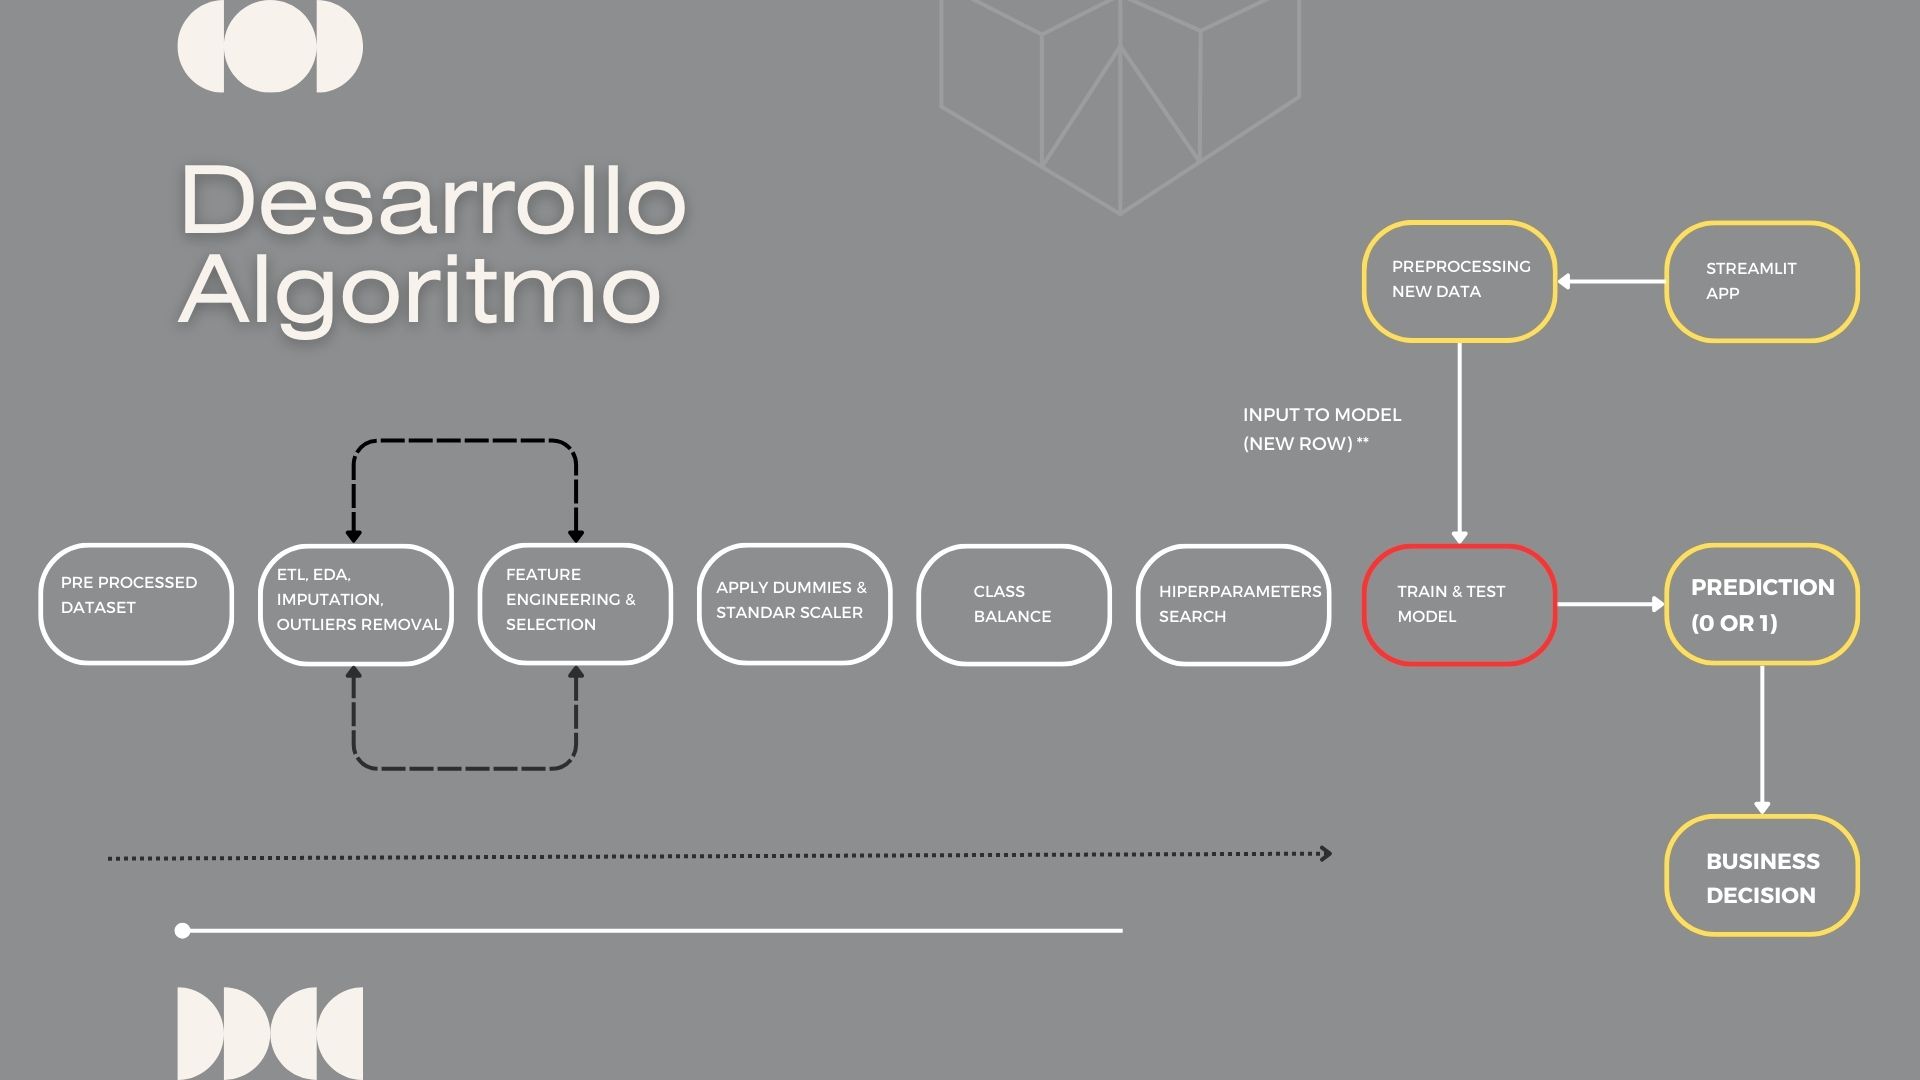 Desarrollo
Algoritmo
PREPROCESSING
NEW DATA
STREAMLIT
APP
INPUT TO MODEL
(NEW ROW) **
PRE PROCESSED
DATASET
ETL, EDA,
IMPUTATION,
OUTLIERS REMOVAL
FEATURE
ENGINEERING &
SELECTION
APPLY DUMMIES &
STANDAR SCALER
CLASS
BALANCE
HIPERPARAMETERS
SEARCH
TRAIN & TEST
MODEL
PREDICTION
(0 OR 1)
BUSINESS
DECISION